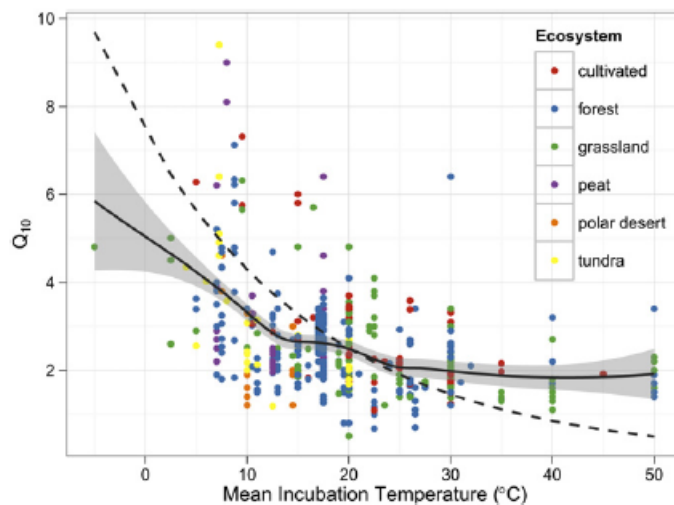 10
8
6
4
2
Q10
0
10
20
30
40
50
Mean Incubation Temperature (°C)
Ecosystem
cultivated
forest
grassland
peat
polar desert
tundra